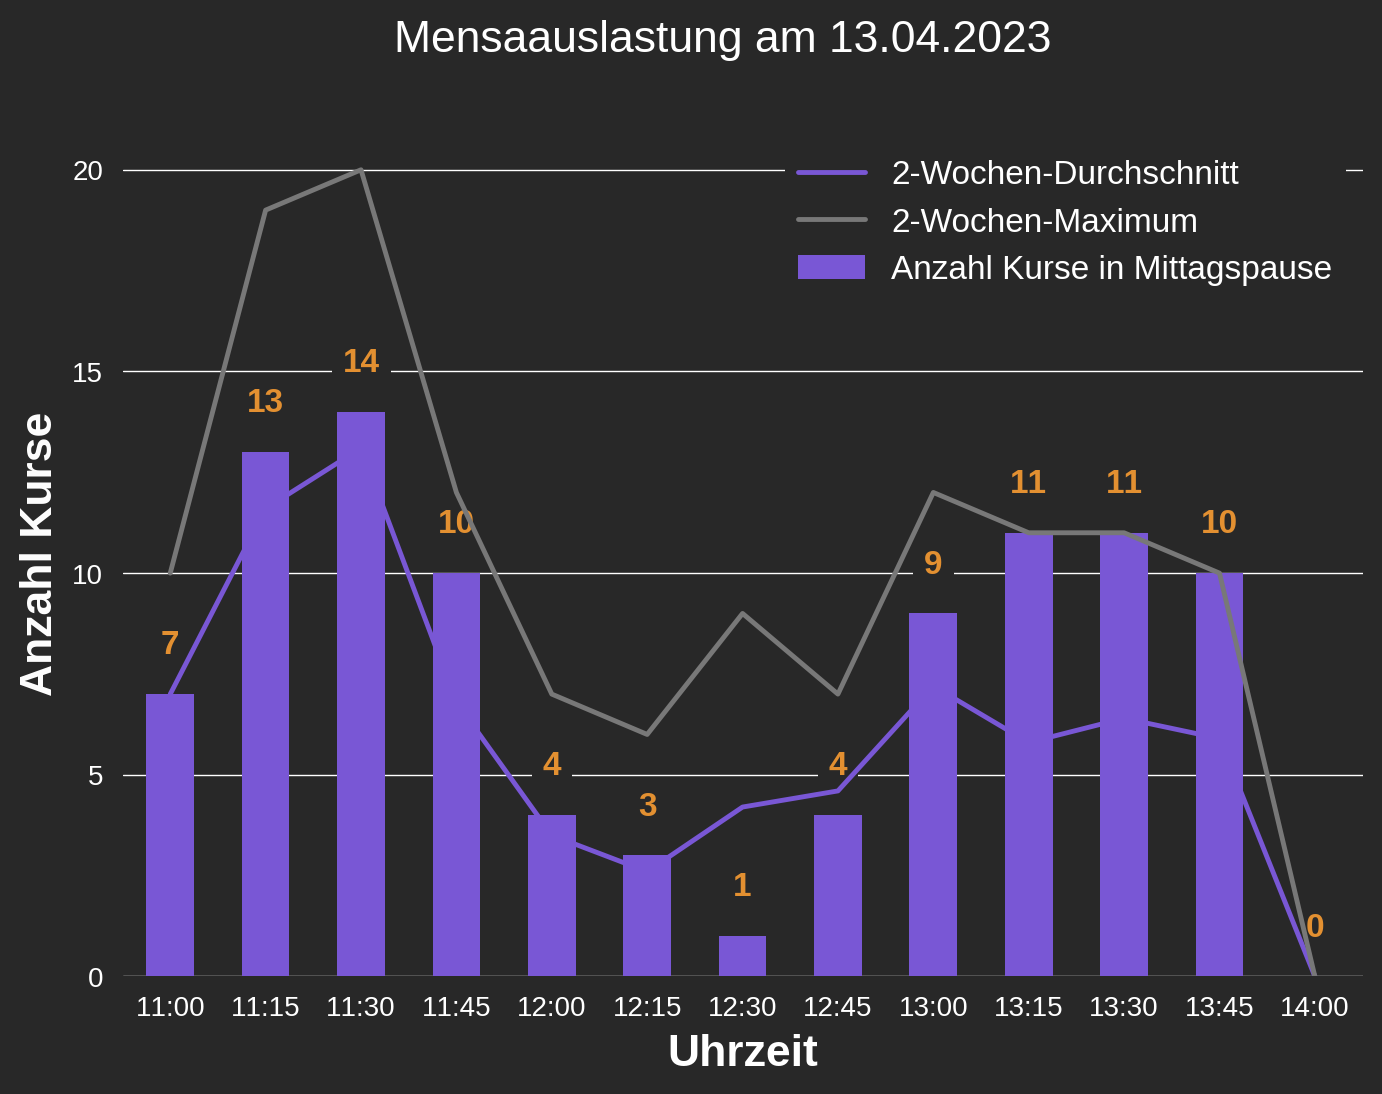 Mensaauslastung am 13.04.2023
2-Wochen-Durchschnitt
2-Wochen-Maximum
Anzahl Kurse in Mittagspause
Anzahl Kurse
20
15
10
5
0
7
13
14
10
4
3
1
4
9
11
11
10
0
11:00 11:15 11:30 11:45 12:00 12:15 12:30 12:45 13:00 13:15 13:30 13:45 14:00
Uhrzeit